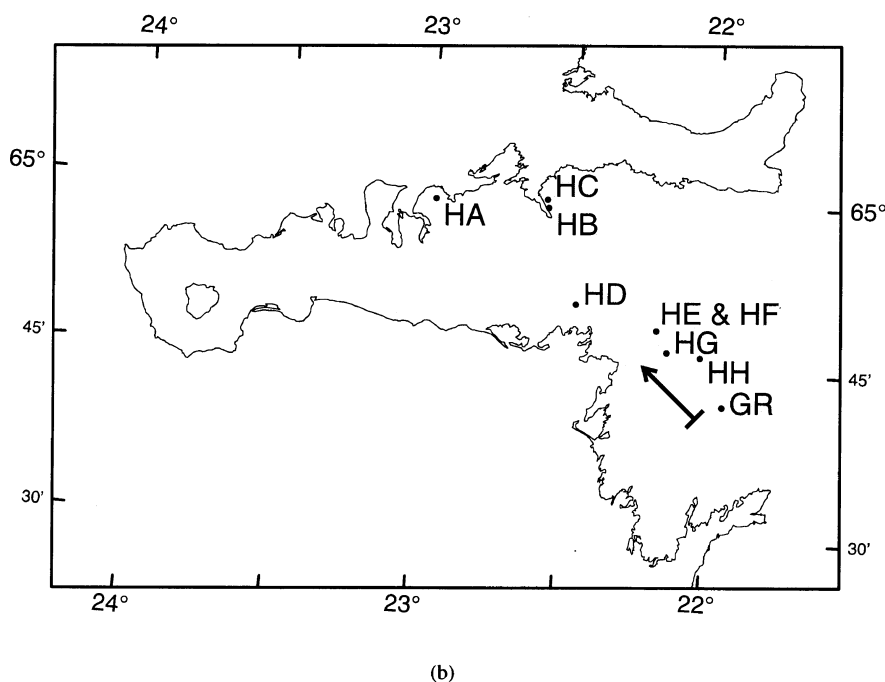 24° 23° 22°
65°
HC
HA HB 65°
HD
HE & HF
45' HG
HH 45'
GR
30'
30'
24° 23° 22°
(b)